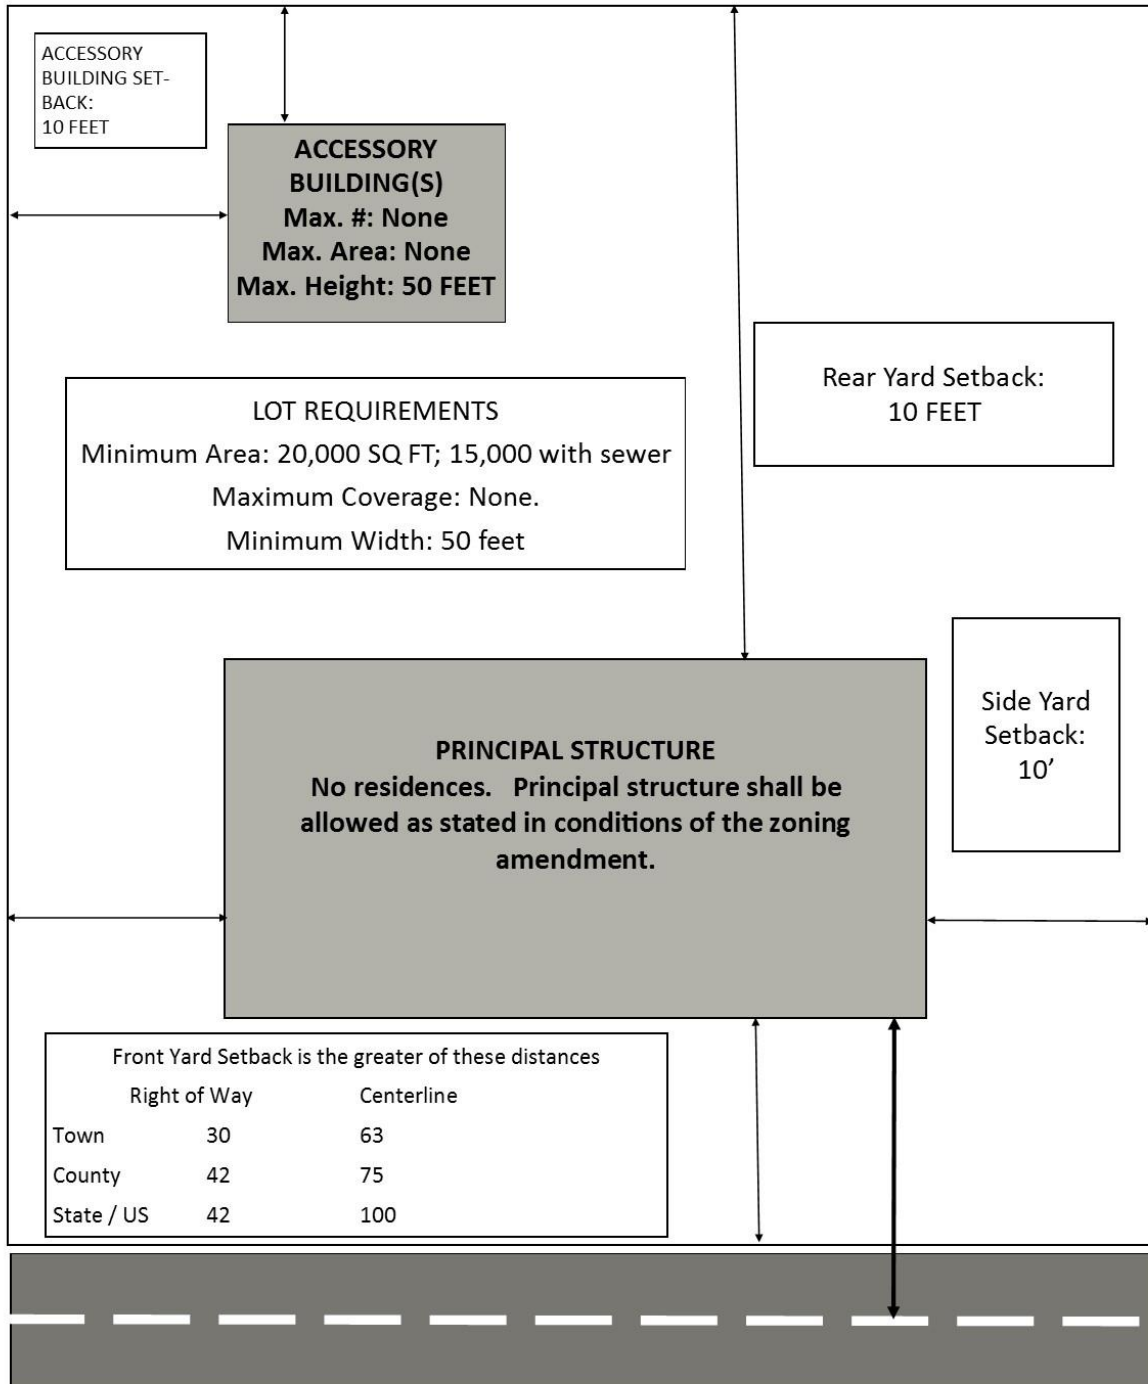 ACCESSORY
BUILDING SET-
BACK:
10 FEET
ACCESSORY
BUILDING(S)
Max. #: None
Max. Area: None
Max. Height: 50 FEET
Rear Yard Setback:
10 FEET
LOT REQUIREMENTS
Minimum Area: 20,000 SQ FT; 15,000 with sewer
Maximum Coverage: None.
Minimum Width: 50 feet
Side Yard
Setback:
10’
PRINCIPAL STRUCTURE
No residences.   Principal structure shall be
allowed as stated in conditions of the zoning
amendment.
Front Yard Setback is the greater of these distances
Right of Way Centerline
Town 30 63
County 42 75
State / US 42 100